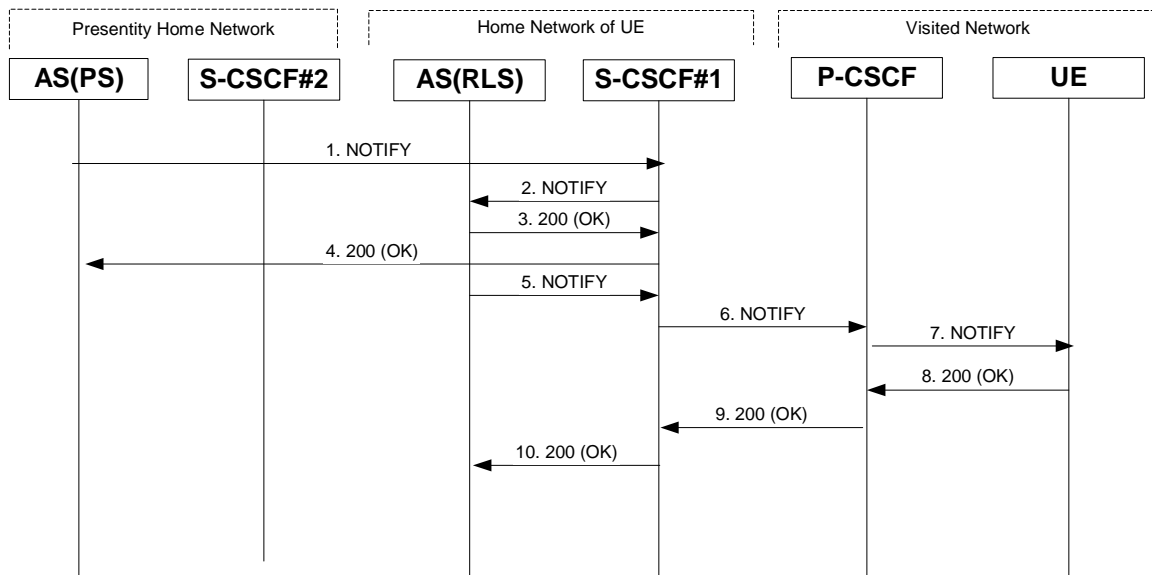 Presentity Home Network
Home Network of UE
Visited Network
AS(PS)
S-CSCF#2
AS(RLS)
S-CSCF#1
P-CSCF
UE
1. NOTIFY
2. NOTIFY
3. 200 (OK)
4. 200 (OK)
5. NOTIFY
6. NOTIFY
7. NOTIFY
8. 200 (OK)
9. 200 (OK)
10. 200 (OK)